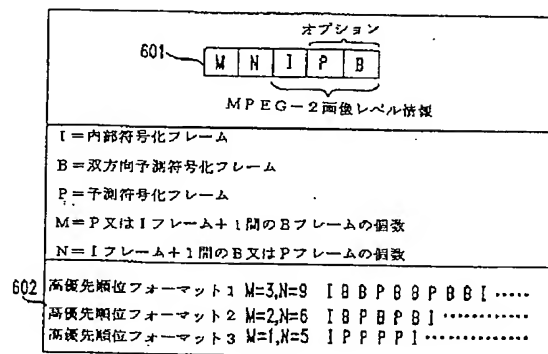 オプション
601 M N I P B
MPEG-2画像レベル情報
I=内部符号化フレーム
B=双方向予測符号化フレーム
P=予測符号化フレーム
M=P又はIフレーム+1間のBフレームの個数
N=Iフレーム+1間のB又はPフレームの個数
602 高優先順位フォーマット1 M=3,N=9 I B B P B B P B B I ‥‥‥
高優先順位フォーマット2 M=2,N=6 I B P B P B I ‥‥‥‥‥
高優先順位フォーマット3 M=1,N=5 I P P P P I ‥‥‥‥‥‥